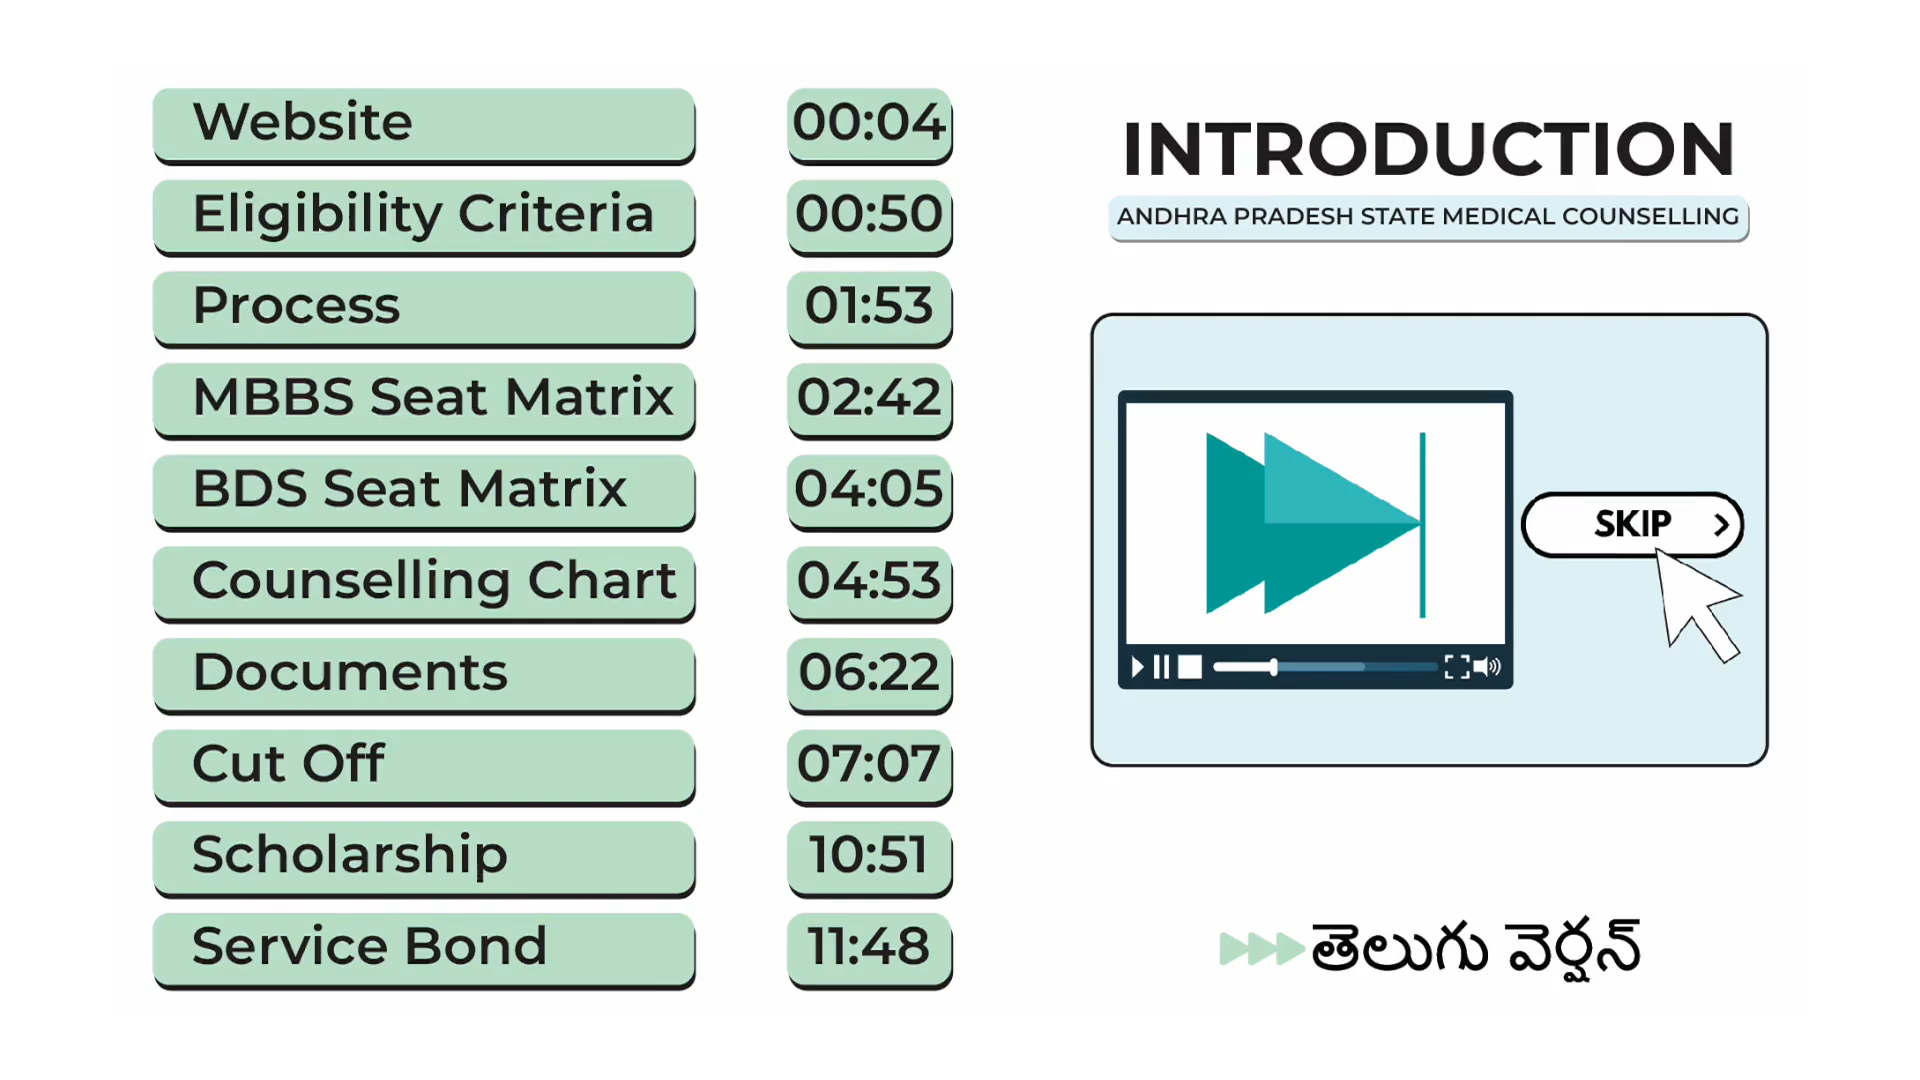 Website 00:04
Eligibility Criteria 00:50
Process 01:53
MBBS Seat Matrix 02:42
BDS Seat Matrix 04:05
Counselling Chart 04:53
Documents 06:22
Cut Off 07:07
Scholarship 10:51
Service Bond 11:48
INTRODUCTION
ANDHRA PRADESH STATE MEDICAL COUNSELLING
SKIP
తెలుగు వెర్షన్